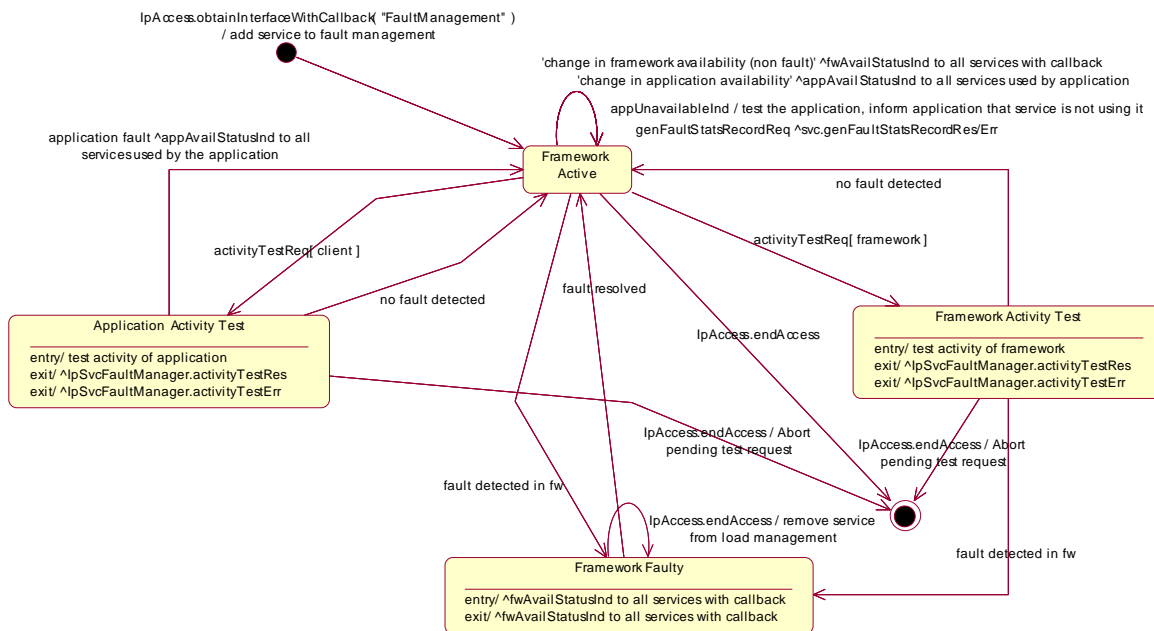 IpAccess.obtainInterfaceWithCallback( "FaultManagement" )
/ add service to fault management
'change in framework availability (non fault)' ^fwAvailStatusInd to all services with callback
'change in application availability' ^appAvailStatusInd to all services used by application
appUnavailableInd / test the application, inform application that service is not using it
genFaultStatsRecordReq ^svc.genFaultStatsRecordRes/Err
application fault ^appAvailStatusInd to all
services used by the application
Framework
Active
no fault detected
activityTestReq[ client ]
activityTestReq[ framework ]
no fault detected
fault resolved
IpAccess.endAccess
Application Activity Test
entry/ test activity of application
exit/ ^IpSvcFaultManager.activityTestRes
exit/ ^IpSvcFaultManager.activityTestErr
Framework Activity Test
entry/ test activity of framework
exit/ ^IpSvcFaultManager.activityTestRes
exit/ ^IpSvcFaultManager.activityTestErr
IpAccess.endAccess / Abort
pending test request
IpAccess.endAccess / Abort
pending test request
fault detected in fw
IpAccess.endAccess / remove service
from load management
fault detected in fw
Framework Faulty
entry/ ^fwAvailStatusInd to all services with callback
exit/ ^fwAvailStatusInd to all services with callback